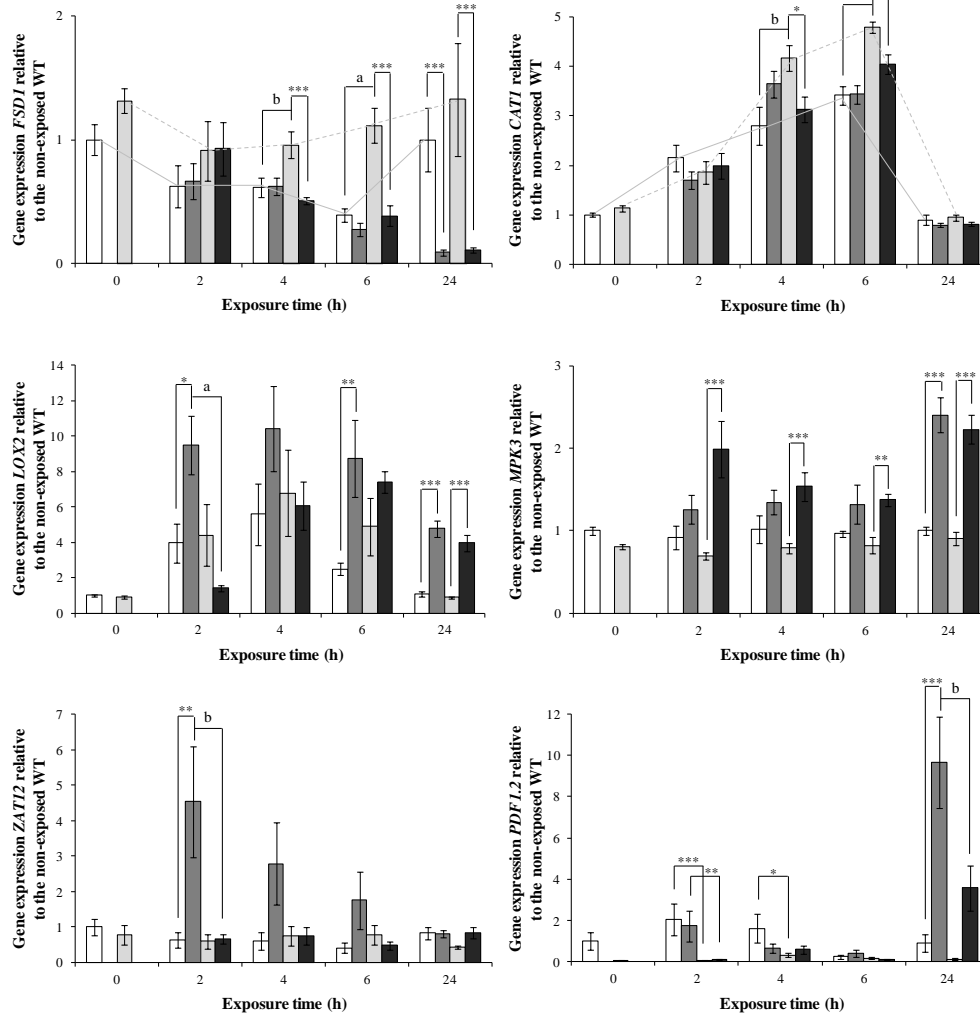 Gene expression FSD1 relative
to the non-exposed WT
2
1
0
b
***
a
***
***
***
0 2 4 6 24
Exposure time (h)
Gene expression CAT1 relative
to the non-exposed WT
5
4
3
2
1
0
b
*
0 2 4 6 24
Exposure time (h)
Gene expression LOX2 relative
to the non-exposed WT
14
12
10
8
6
4
2
0
*
a
**
***
***
0 2 4 6 24
Exposure time (h)
Gene expression MPK3 relative
to the non-exposed WT
3
2
1
0
***
***
**
***
***
0 2 4 6 24
Exposure time (h)
Gene expression ZAT12 relative
to the non-exposed WT
7
6
5
4
3
2
1
0
**
b
0 2 4 6 24
Exposure time (h)
Gene expression PDF1.2 relative
to the non-exposed WT
12
10
8
6
4
2
0
***
**
*
***
b
0 2 4 6 24
Exposure time (h)